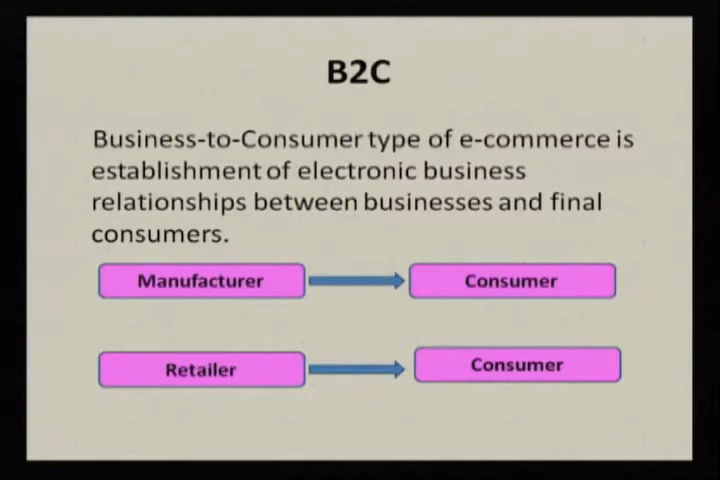 B2C
Business-to-Consumer type of e-commerce is
establishment of electronic business
relationships between businesses and final
consumers.
Manufacturer
Consumer
Retailer
Consumer